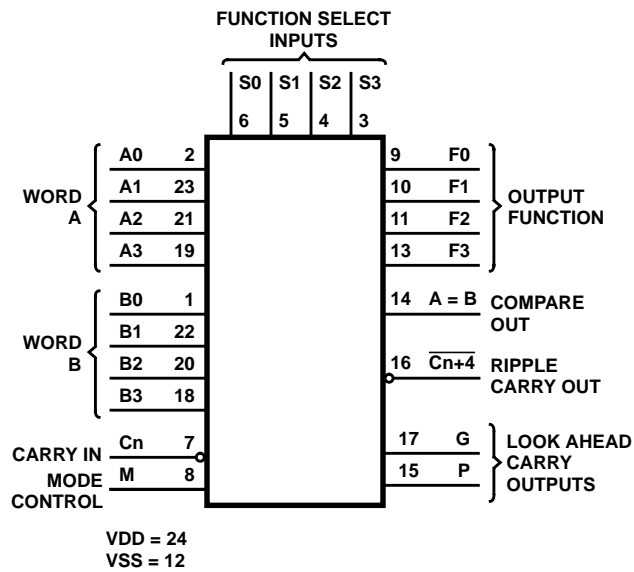 FUNCTION SELECT
INPUTS
S0 S1 S2 S3
6 5 4 3
WORD
A
A0 2
A1 23
A2 21
A3 19
WORD
B
B0 1
B1 22
B2 20
B3 18
CARRY IN Cn 7
MODE
CONTROL
M 8
9 F0
10 F1
11 F2
13 F3
OUTPUT
FUNCTION
14 A = B
COMPARE
OUT
16 C̅n̅+̅4̅
RIPPLE
CARRY OUT
17 G
15 P
LOOK AHEAD
CARRY
OUTPUTS
VDD = 24
VSS = 12